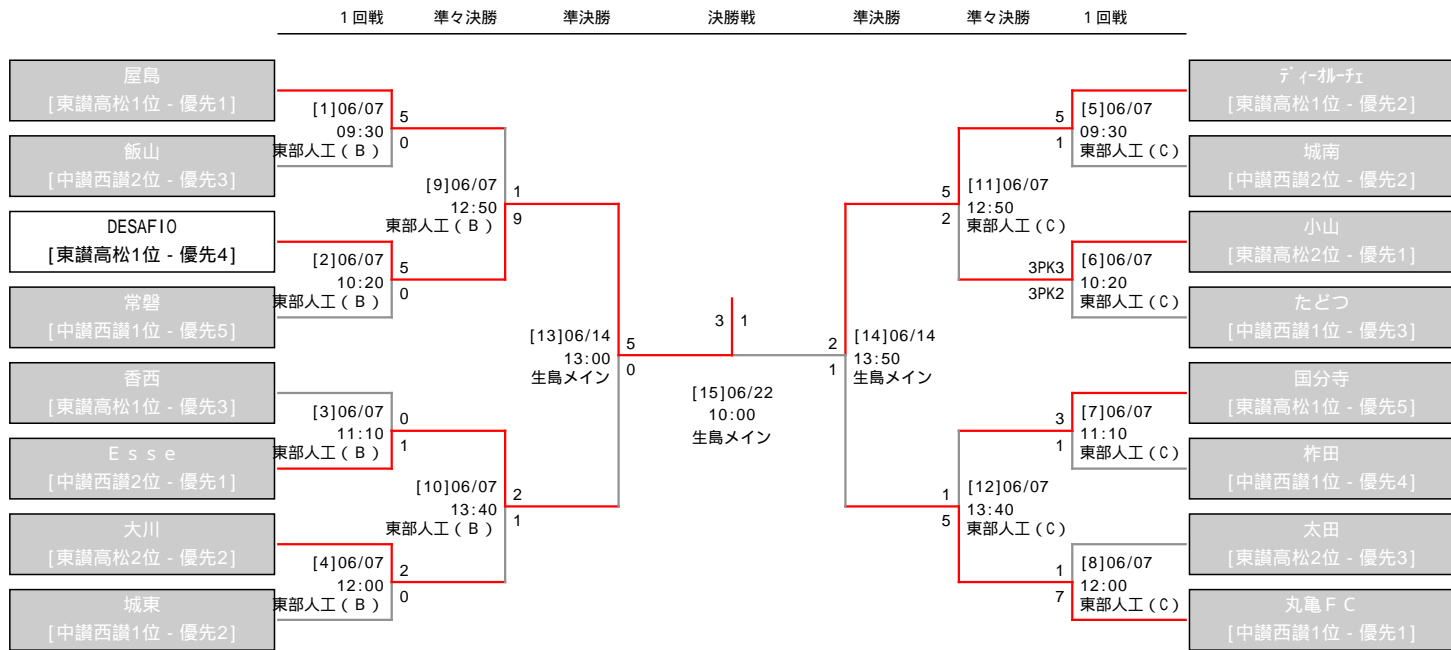 1回戦 準々決勝 準決勝 決勝戦 準決勝 準々決勝 1回戦
屋島
[東讃高松1位 - 優先1]
飯山
[中讃西讃2位 - 優先3]
DESAFIO
[東讃高松1位 - 優先4]
常磐
[中讃西讃1位 - 優先5]
香西
[東讃高松1位 - 優先3]
Ｅｓｓｅ
[中讃西讃2位 - 優先1]
大川
[東讃高松2位 - 優先2]
城東
[中讃西讃1位 - 優先2]
[1]06/07
09:30
東部人工(B)
5
0
[2]06/07
10:20
東部人工(B)
5
0
[3]06/07
11:10
東部人工(B)
0
1
[4]06/07
12:00
東部人工(B)
2
0
[9]06/07
12:50
東部人工(B)
1
9
[10]06/07
13:40
東部人工(B)
2
1
[13]06/14
13:00
生島メイン
5
0
3 1
[15]06/22
10:00
生島メイン
2
1
[14]06/14
13:50
生島メイン
5
2
[11]06/07
12:50
東部人工(C)
1
5
[12]06/07
13:40
東部人工(C)
5
1
[5]06/07
09:30
東部人工(C)
3PK3
3PK2
[6]06/07
10:20
東部人工(C)
3
1
[7]06/07
11:10
東部人工(C)
1
7
[8]06/07
12:00
東部人工(C)
ディーオルーチェ
[東讃高松1位 - 優先2]
城南
[中讃西讃2位 - 優先2]
小山
[東讃高松2位 - 優先1]
たどつ
[中讃西讃1位 - 優先3]
国分寺
[東讃高松1位 - 優先5]
柞田
[中讃西讃1位 - 優先4]
太田
[東讃高松2位 - 優先3]
丸亀ＦＣ
[中讃西讃1位 - 優先1]